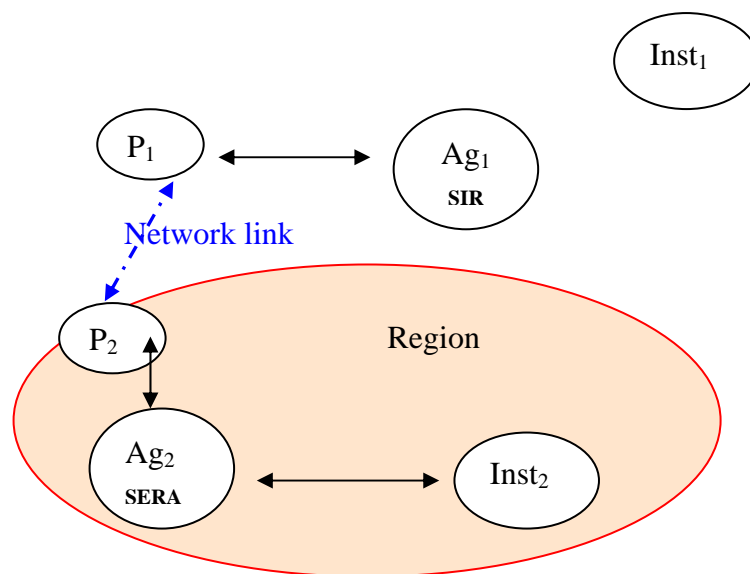 Inst₁
P₁
Ag₁
SIR
Network link
P₂
Region
Ag₂
SERA
Inst₂